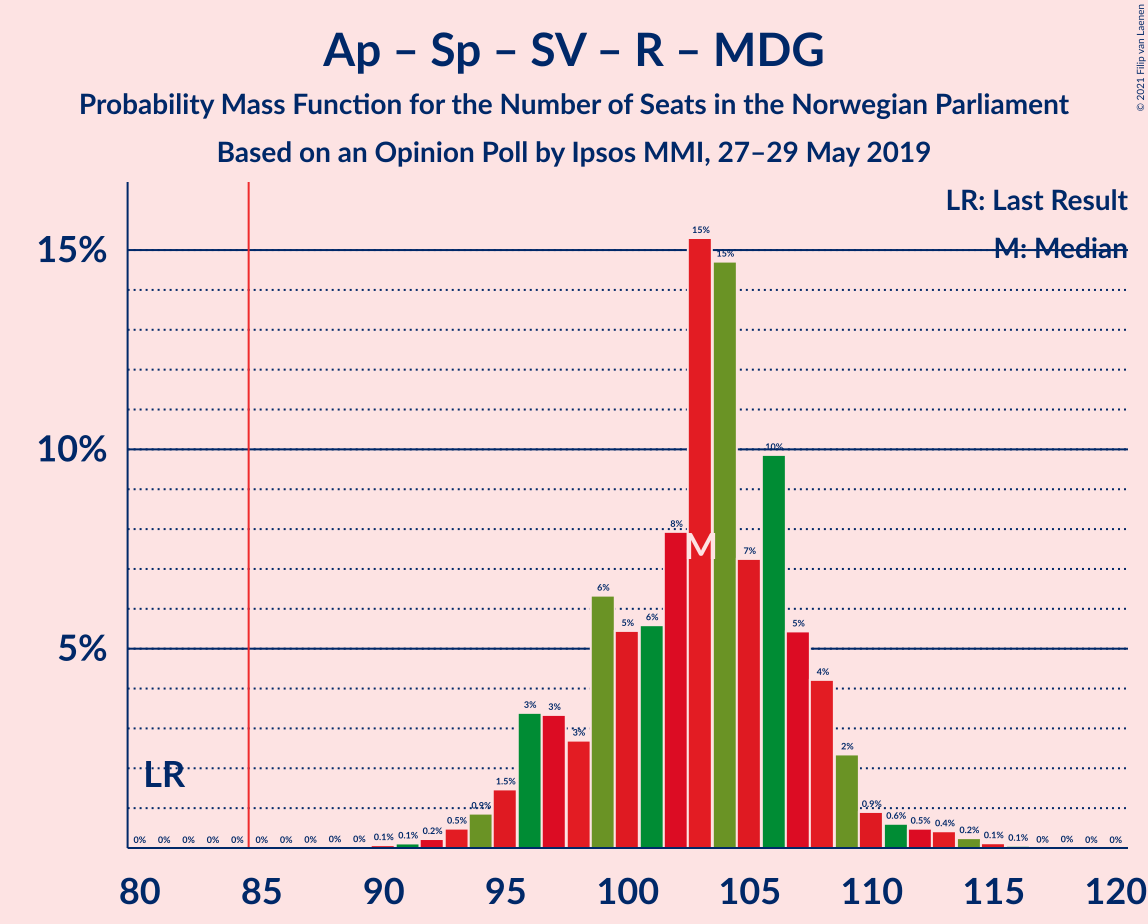 Ap – Sp – SV – R – MDG
Probability Mass Function for the Number of Seats in the Norwegian Parliament
Based on an Opinion Poll by Ipsos MMI, 27–29 May 2019
© 2021 Filip van Laenen
LR: Last Result
M: Median
15%
10%
5%
LR
M
0% 0% 0% 0% 0% 0% 0% 0% 0% 0% 0.1% 0.1% 0.2% 0.5% 0.9% 1.5% 3% 3% 3% 6% 5% 6% 8% 15% 15% 7% 10% 5% 4% 2% 0.9% 0.6% 0.5% 0.4% 0.2% 0.1% 0.1% 0% 0% 0% 0%
80 85 90 95 100 105 110 115 120